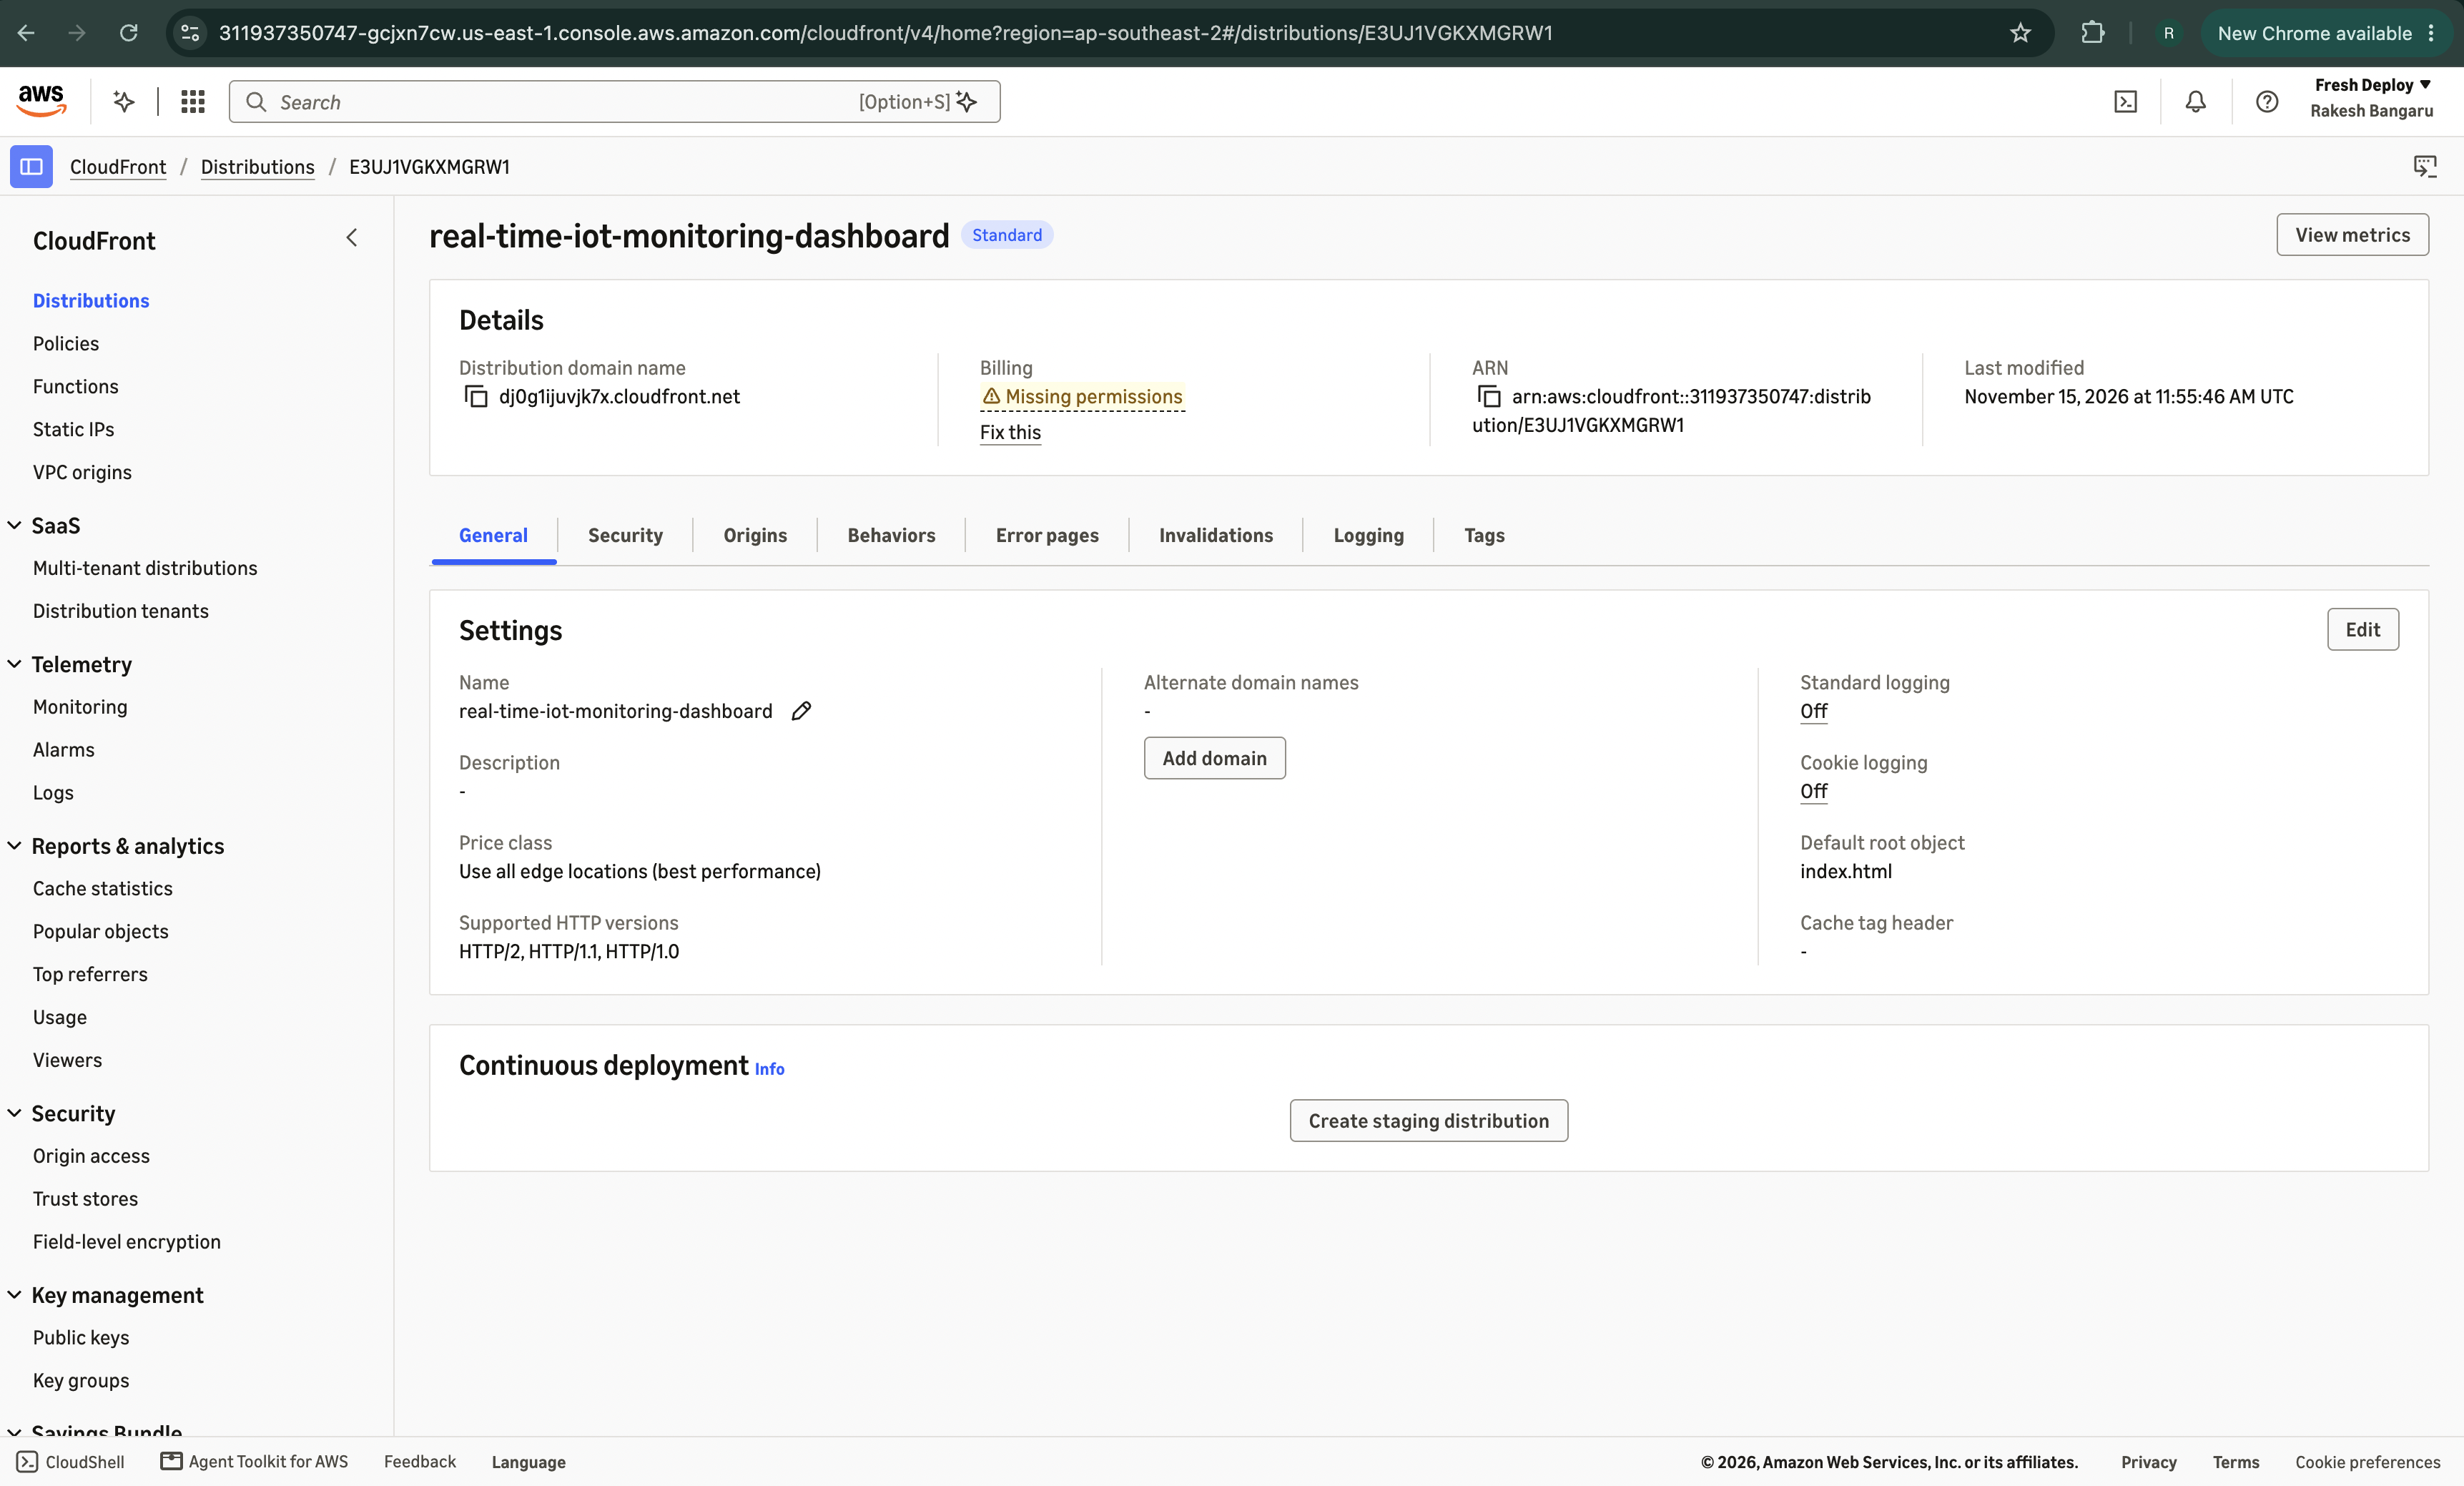 311937350747-gcjxn7cw.us-east-1.console.aws.amazon.com/cloudfront/v4/home?region=ap-southeast-2#/distributions/E3UJ1VGKXMGRW1
R
New Chrome available
aws
Search
[Option+S]
Fresh Deploy
Rakesh Bangaru
CloudFront / Distributions / E3UJ1VGKXMGRW1
CloudFront
Distributions
Policies
Functions
Static IPs
VPC origins
SaaS
Multi-tenant distributions
Distribution tenants
Telemetry
Monitoring
Alarms
Logs
Reports & analytics
Cache statistics
Popular objects
Top referrers
Usage
Viewers
Security
Origin access
Trust stores
Field-level encryption
Key management
Public keys
Key groups
Savings Bundle
real-time-iot-monitoring-dashboard Standard
View metrics
Details
Distribution domain name
dj0g1ijuvjk7x.cloudfront.net
Billing
Missing permissions
Fix this
ARN
arn:aws:cloudfront::311937350747:distrib
ution/E3UJ1VGKXMGRW1
Last modified
November 15, 2026 at 11:55:46 AM UTC
General
Security
Origins
Behaviors
Error pages
Invalidations
Logging
Tags
Settings
Edit
Name
real-time-iot-monitoring-dashboard
Description
-
Price class
Use all edge locations (best performance)
Supported HTTP versions
HTTP/2, HTTP/1.1, HTTP/1.0
Alternate domain names
-
Add domain
Standard logging
Off
Cookie logging
Off
Default root object
index.html
Cache tag header
-
Continuous deployment Info
Create staging distribution
CloudShell
Agent Toolkit for AWS
Feedback
Language
© 2026, Amazon Web Services, Inc. or its affiliates.
Privacy
Terms
Cookie preferences